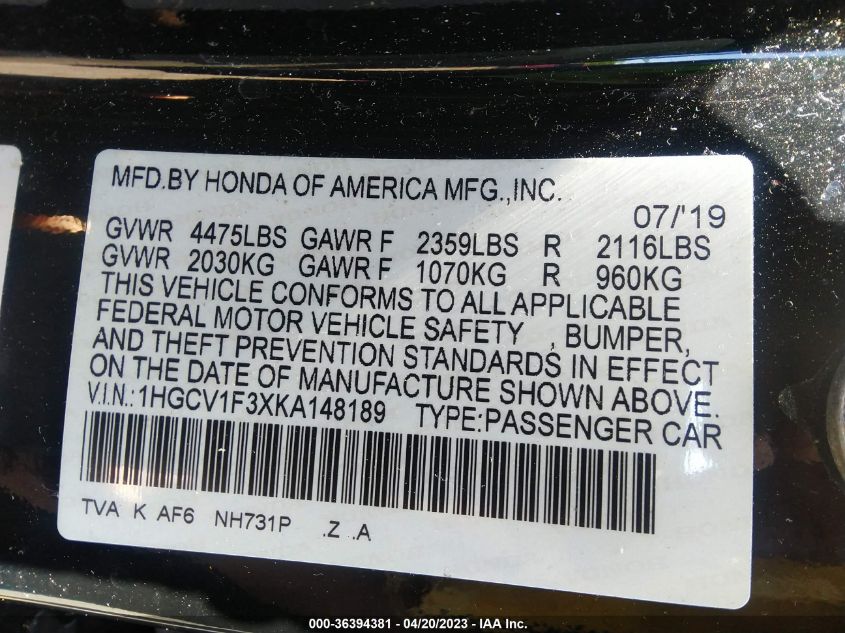 MFD.BY HONDA OF AMERICA MFG.,INC.
07/'19
GVWR 4475LBS GAWR F 2359LBS R 2116LBS
GVWR 2030KG GAWR F 1070KG R 960KG
THIS VEHICLE CONFORMS TO ALL APPLICABLE
FEDERAL MOTOR VEHICLE SAFETY , BUMPER,
AND THEFT PREVENTION STANDARDS IN EFFECT
ON THE DATE OF MANUFACTURE SHOWN ABOVE.
V.I.N.:1HGCV1F3XKA148189 TYPE:PASSENGER CAR
TVA K AF6 NH731P .Z .A
000-36394381 - 04/20/2023 - IAA Inc.